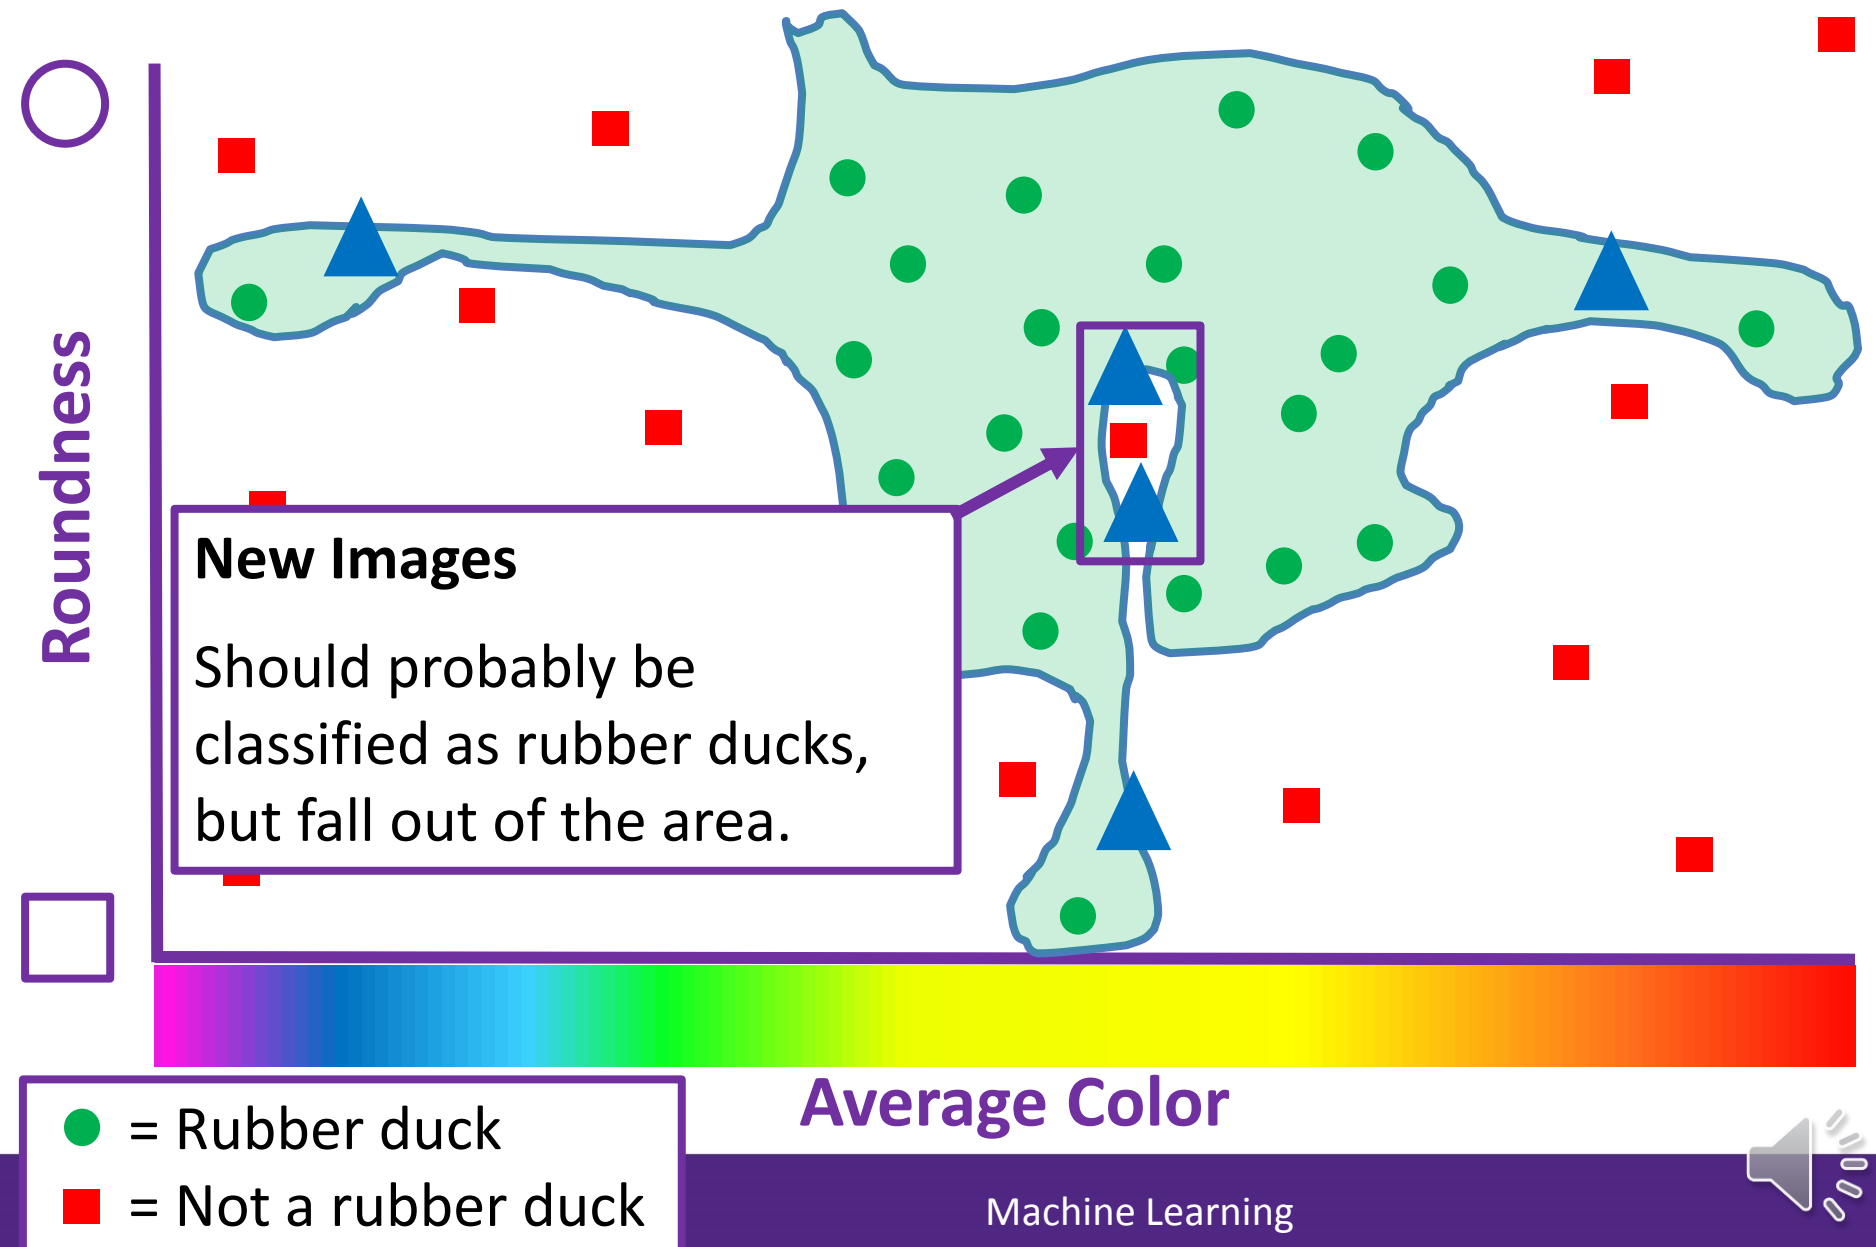 Roundness
New Images
Should probably be
classified as rubber ducks,
but fall out of the area.
Average Color
= Rubber duck
= Not a rubber duck
Machine Learning